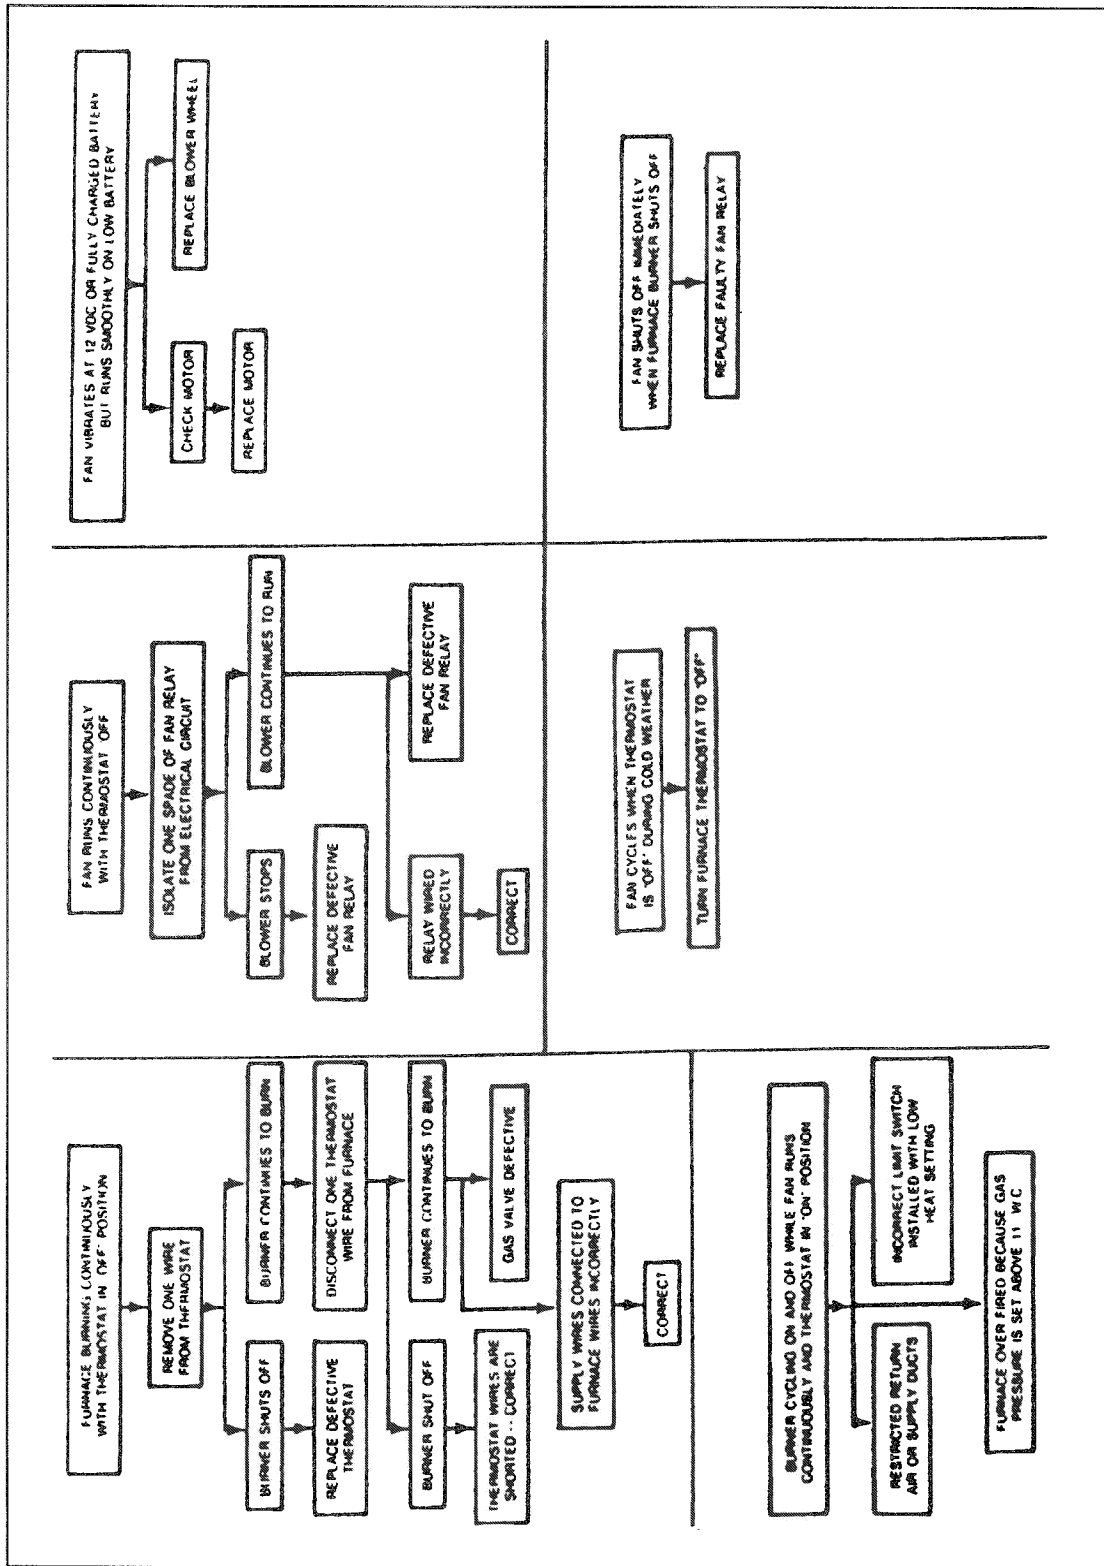 FURNACE BURNING CONTINUOUSLY
WITH THERMOSTAT IN "OFF" POSITION
REMOVE ONE WIRE
FROM THERMOSTAT
BURNER SHUTS OFF
BURNER CONTINUES TO BURN
REPLACE DEFECTIVE
THERMOSTAT
DISCONNECT ONE THERMOSTAT
WIRE FROM FURNACE
BURNER SHUT OFF
BURNER CONTINUES TO BURN
THERMOSTAT WIRES ARE
SHORTED -- CORRECT
GAS VALVE DEFECTIVE
SUPPLY WIRES CONNECTED TO
FURNACE WIRES INCORRECTLY
CORRECT
BURNER CYCLING ON AND OFF WHILE FAN RUNS
CONTINUOUSLY AND THERMOSTAT IN "ON" POSITION
RESTRICTED RETURN
AIR OR SUPPLY DUCTS
INCORRECT LIMIT SWITCH
INSTALLED WITH LOW
HEAT SETTING
FURNACE OVER FIRED BECAUSE GAS
PRESSURE IS SET ABOVE 11" WC
FAN RUNS CONTINUOUSLY
WITH THERMOSTAT OFF
ISOLATE ONE SPADE OF FAN RELAY
FROM ELECTRICAL CIRCUIT
BLOWER STOPS
BLOWER CONTINUES TO RUN
REPLACE DEFECTIVE
FAN RELAY
RELAY WIRED
INCORRECTLY
REPLACE DEFECTIVE
FAN RELAY
CORRECT
FAN CYCLES WHEN THERMOSTAT
IS "OFF" DURING COLD WEATHER
TURN FURNACE THERMOSTAT TO "OFF"
FAN VIBRATES AT 12 VDC OR FULLY CHARGED BATTERY
BUT RUNS SMOOTHLY ON LOW BATTERY
CHECK MOTOR
REPLACE BLOWER WHEEL
REPLACE MOTOR
FAN SHUTS OFF IMMEDIATELY
WHEN FURNACE BURNER SHUTS OFF
REPLACE FAULTY FAN RELAY